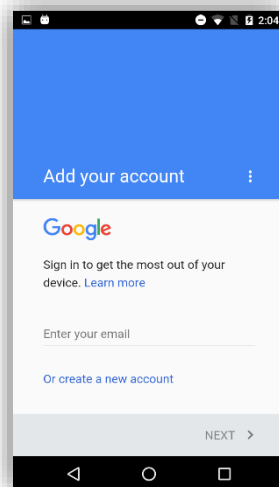 2:04
Add your account
Google
Sign in to get the most out of your
device. Learn more
Enter your email
Or create a new account
NEXT